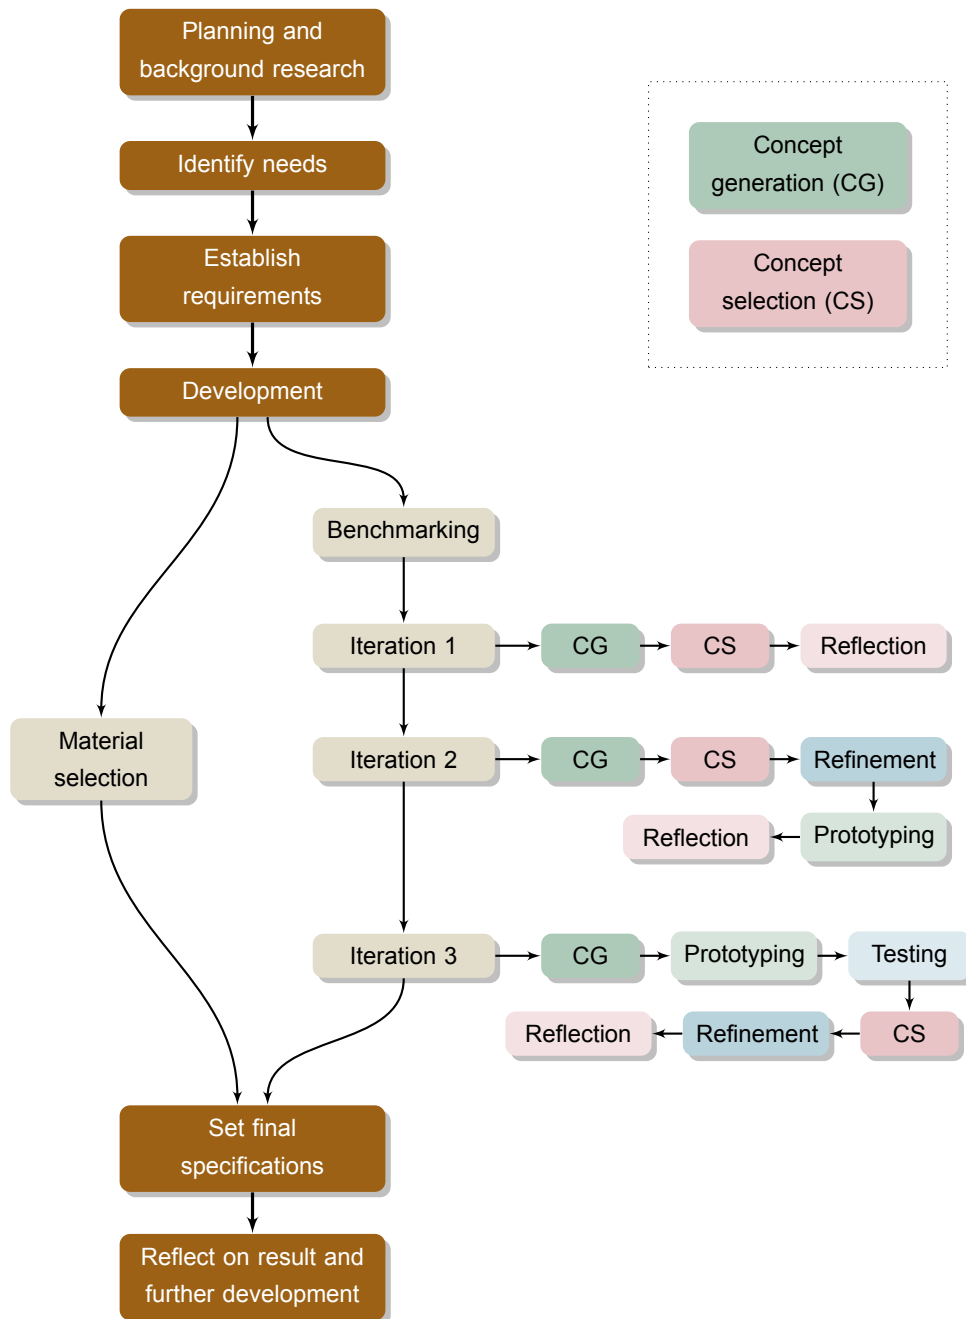 Planning and
background research
Identify needs
Establish
requirements
Development
Concept
generation (CG)
Concept
selection (CS)
Benchmarking
Iteration 1
CG
CS
Reflection
Material
selection
Iteration 2
CG
CS
Refinement
Prototyping
Reflection
Iteration 3
CG
Prototyping
Testing
CS
Refinement
Reflection
Set final
specifications
Reflect on result and
further development